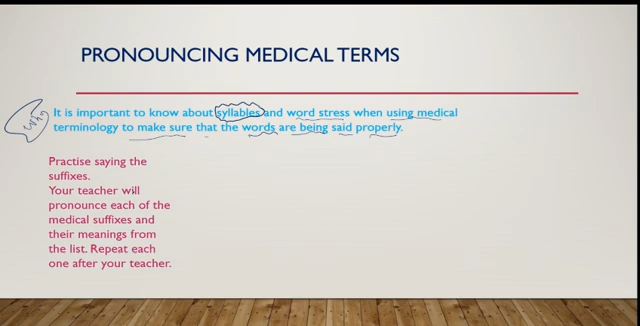 PRONOUNCING MEDICAL TERMS
It is important to know about syllables and word stress when using medical
terminology to make sure that the words are being said properly.
Practise saying the
suffixes.
Your teacher will
pronounce each of the
medical suffixes and
their meanings from
the list. Repeat each
one after your teacher.